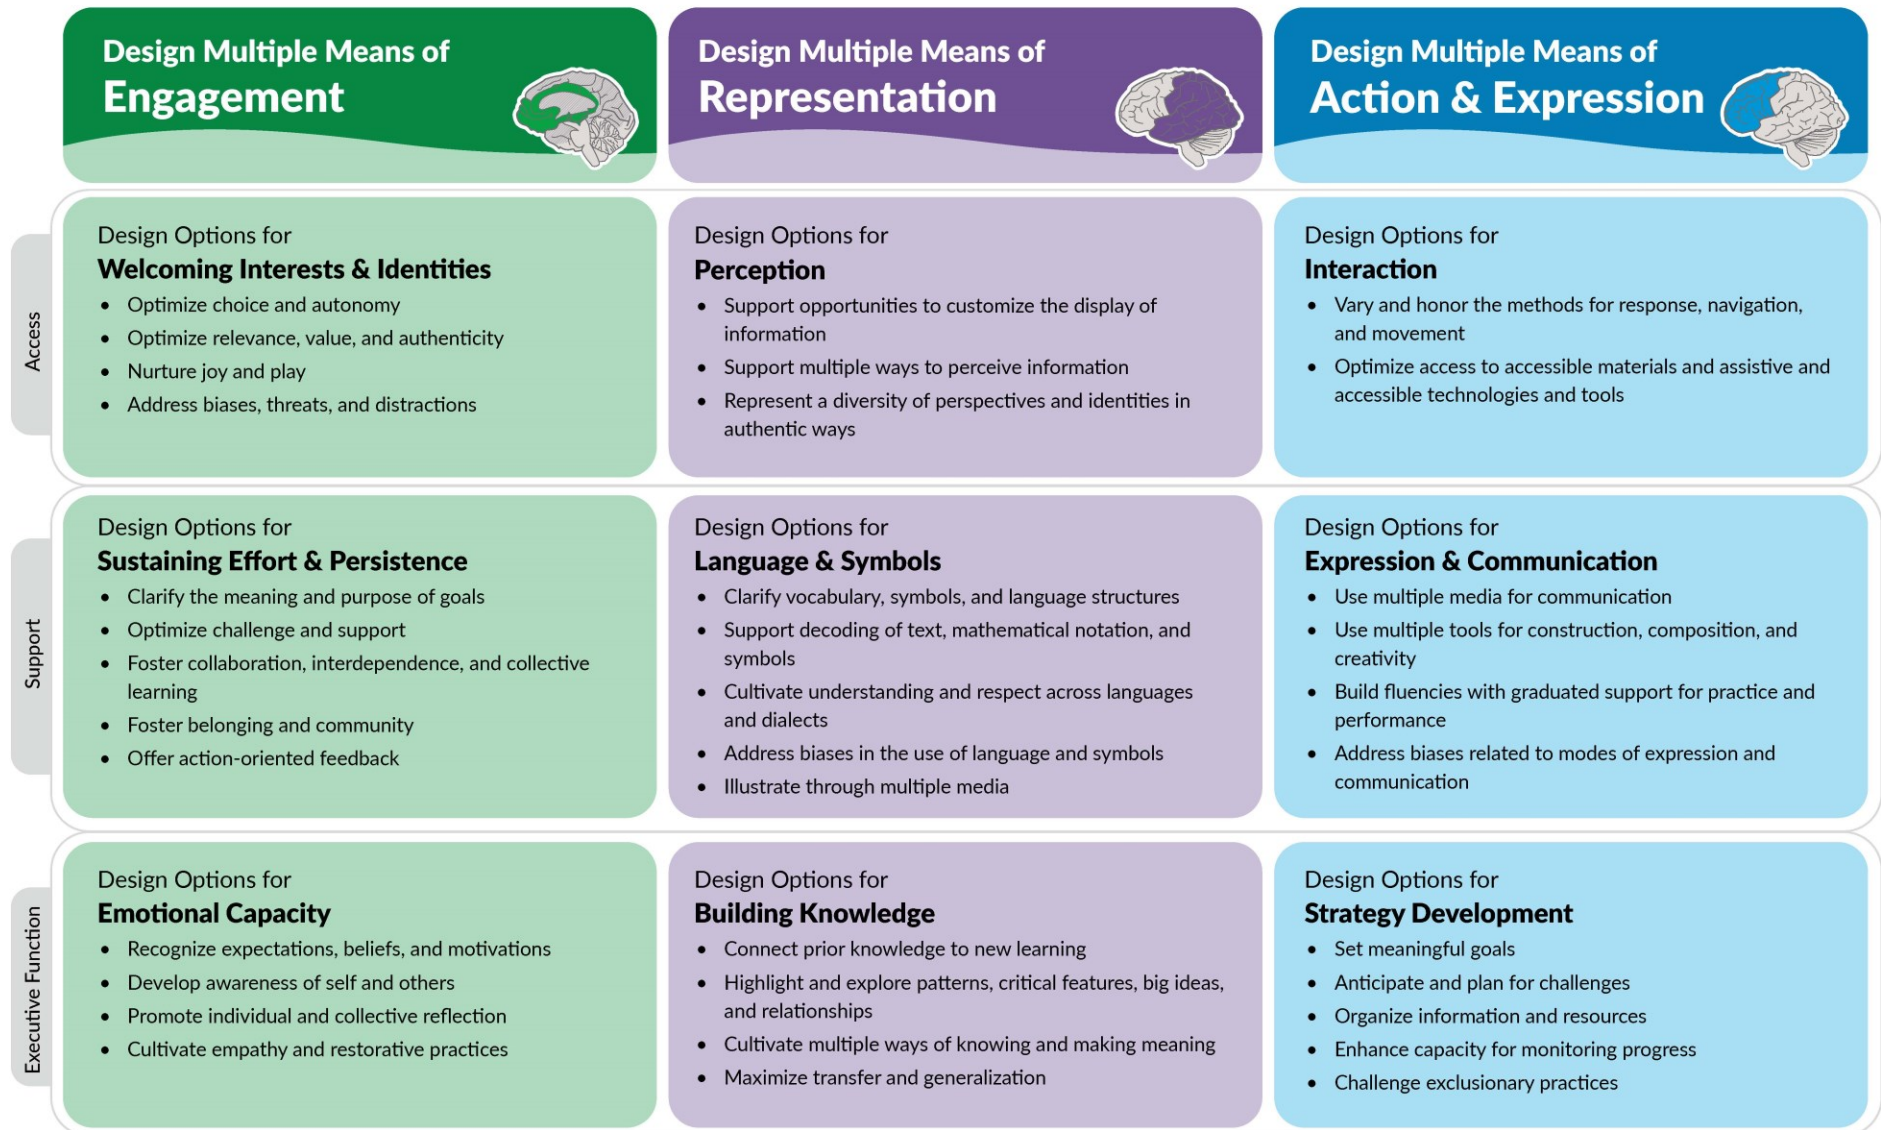 Design Multiple Means of
Engagement
Design Multiple Means of
Representation
Design Multiple Means of
Action & Expression
Access
Design Options for
Welcoming Interests & Identities
• Optimize choice and autonomy
• Optimize relevance, value, and authenticity
• Nurture joy and play
• Address biases, threats, and distractions
Design Options for
Perception
• Support opportunities to customize the display of
information
• Support multiple ways to perceive information
• Represent a diversity of perspectives and identities in
authentic ways
Design Options for
Interaction
• Vary and honor the methods for response, navigation,
and movement
• Optimize access to accessible materials and assistive and
accessible technologies and tools
Support
Design Options for
Sustaining Effort & Persistence
• Clarify the meaning and purpose of goals
• Optimize challenge and support
• Foster collaboration, interdependence, and collective
learning
• Foster belonging and community
• Offer action-oriented feedback
Design Options for
Language & Symbols
• Clarify vocabulary, symbols, and language structures
• Support decoding of text, mathematical notation, and
symbols
• Cultivate understanding and respect across languages
and dialects
• Address biases in the use of language and symbols
• Illustrate through multiple media
Design Options for
Expression & Communication
• Use multiple media for communication
• Use multiple tools for construction, composition, and
creativity
• Build fluencies with graduated support for practice and
performance
• Address biases related to modes of expression and
communication
Executive Function
Design Options for
Emotional Capacity
• Recognize expectations, beliefs, and motivations
• Develop awareness of self and others
• Promote individual and collective reflection
• Cultivate empathy and restorative practices
Design Options for
Building Knowledge
• Connect prior knowledge to new learning
• Highlight and explore patterns, critical features, big ideas,
and relationships
• Cultivate multiple ways of knowing and making meaning
• Maximize transfer and generalization
Design Options for
Strategy Development
• Set meaningful goals
• Anticipate and plan for challenges
• Organize information and resources
• Enhance capacity for monitoring progress
• Challenge exclusionary practices